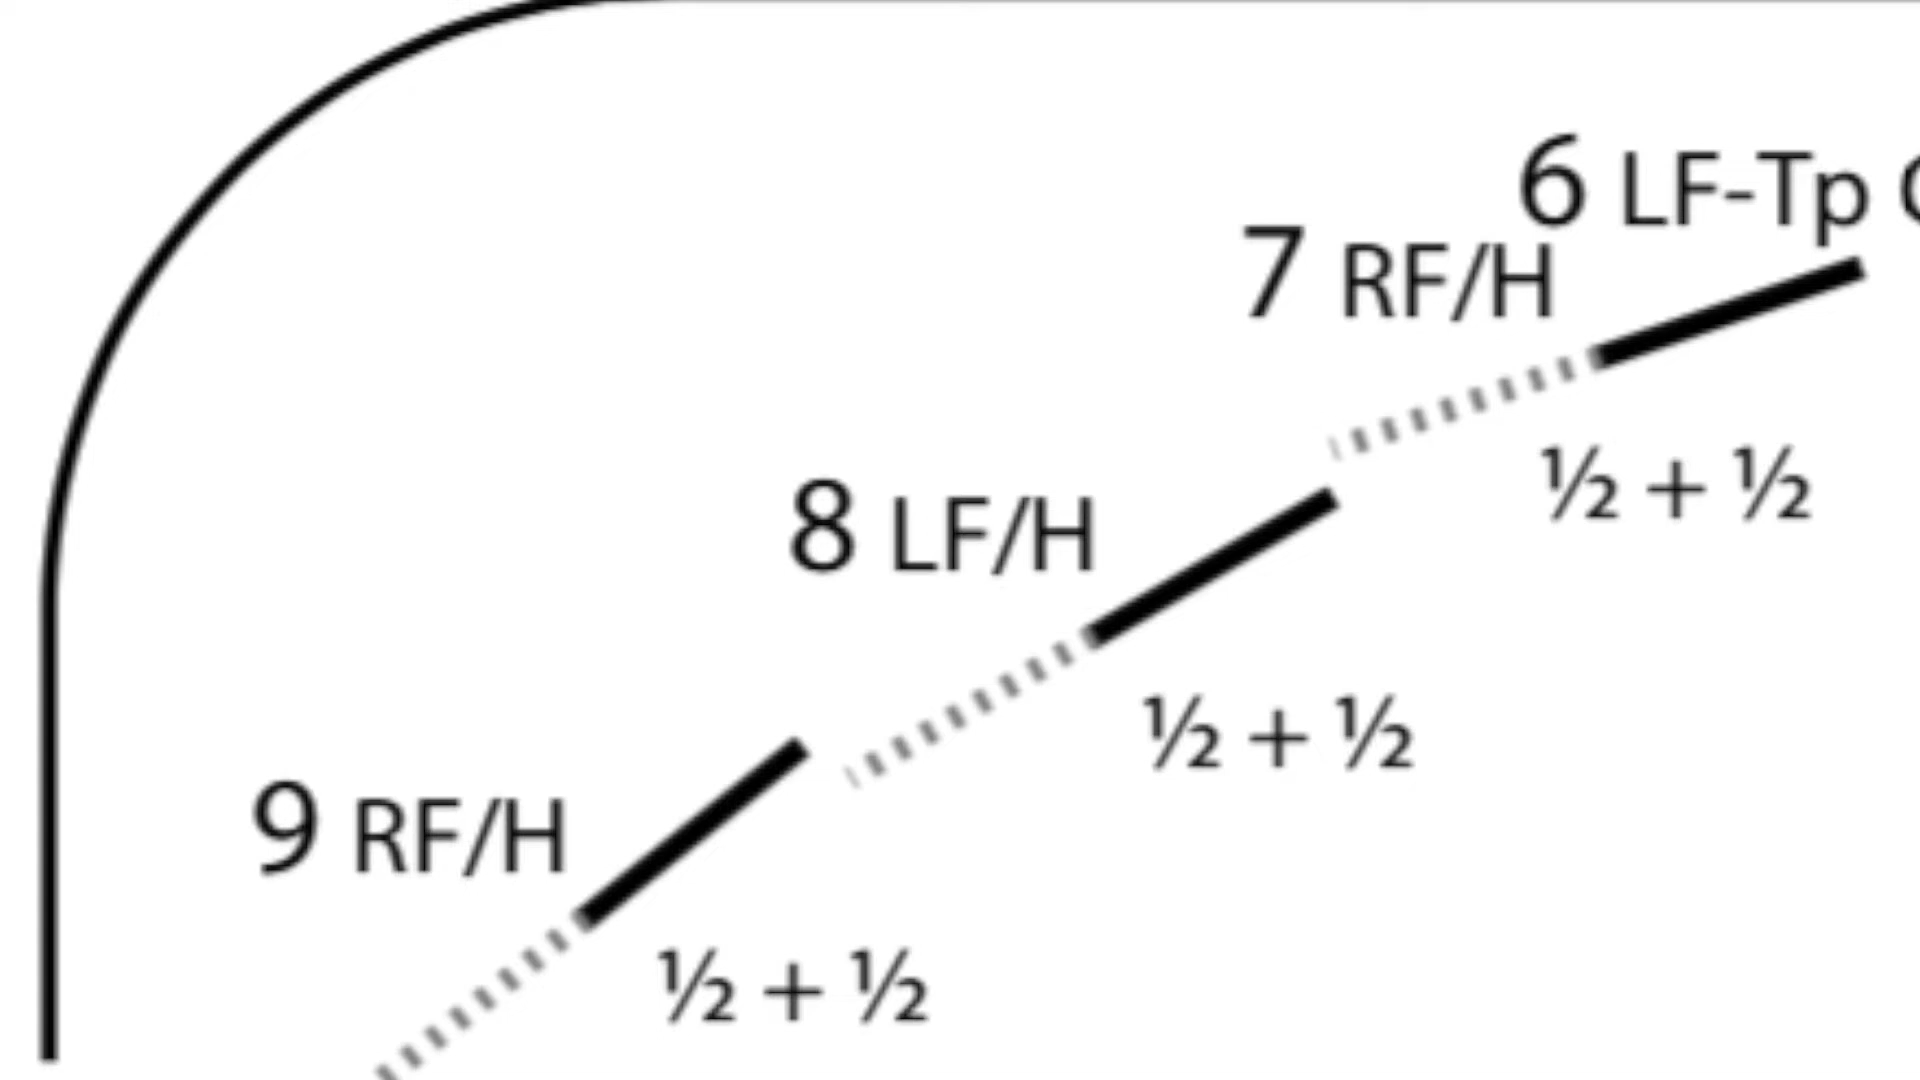 6 LF-Tp
7 RF/H
½ + ½
8 LF/H
½ + ½
9 RF/H
½ + ½